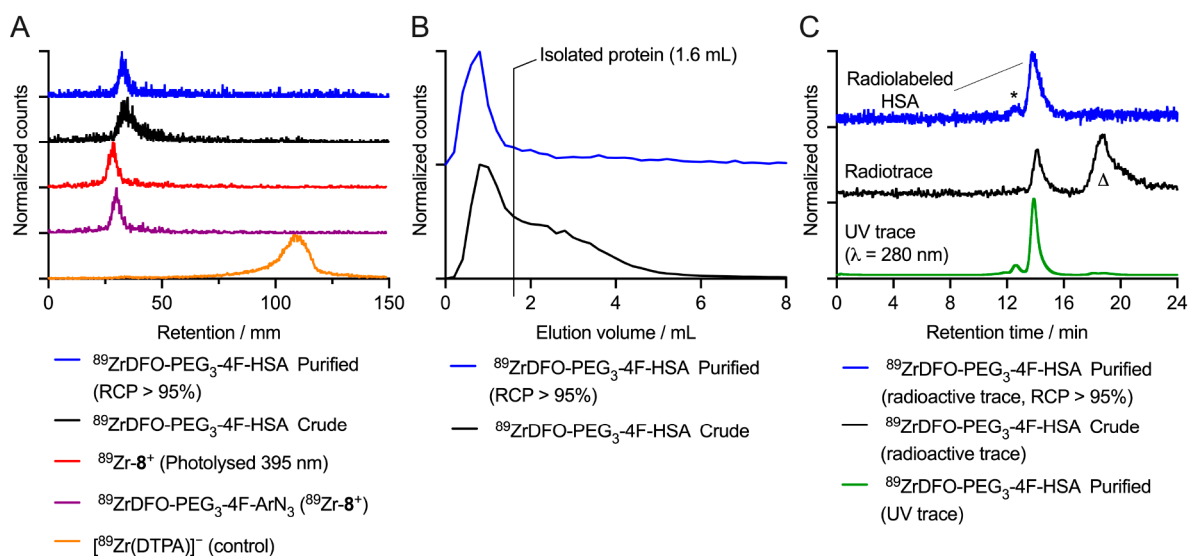 A
Normalized counts
0
50
100
150
Retention / mm
⁸⁹ZrDFO-PEG₃-4F-HSA Purified
(RCP > 95%)
⁸⁹ZrDFO-PEG₃-4F-HSA Crude
⁸⁹Zr-8⁺ (Photolysed 395 nm)
⁸⁹ZrDFO-PEG₃-4F-ArN₃ (⁸⁹Zr-8⁺)
[⁸⁹Zr(DTPA)]⁻ (control)
B
Isolated protein (1.6 mL)
Normalized counts
0
2
4
6
8
Elution volume / mL
⁸⁹ZrDFO-PEG₃-4F-HSA Purified
(RCP > 95%)
⁸⁹ZrDFO-PEG₃-4F-HSA Crude
C
Normalized counts
Radiolabeled
HSA
*
Radiotrace
Δ
UV trace
(λ = 280 nm)
0
4
8
12
16
20
24
Retention time / min
⁸⁹ZrDFO-PEG₃-4F-HSA Purified
(radioactive trace, RCP > 95%)
⁸⁹ZrDFO-PEG₃-4F-HSA Crude
(radioactive trace)
⁸⁹ZrDFO-PEG₃-4F-HSA Purified
(UV trace)